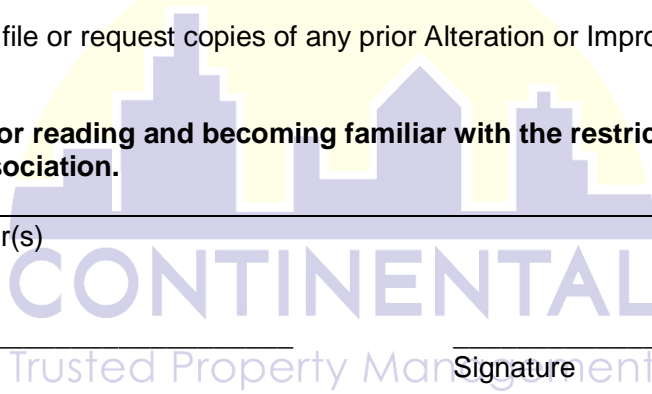 file or request copies of any prior Alteration or Impro
or reading and becoming familiar with the restric
sociation.
r(s)
CONTINENTAL
Signature
Trusted Property Management